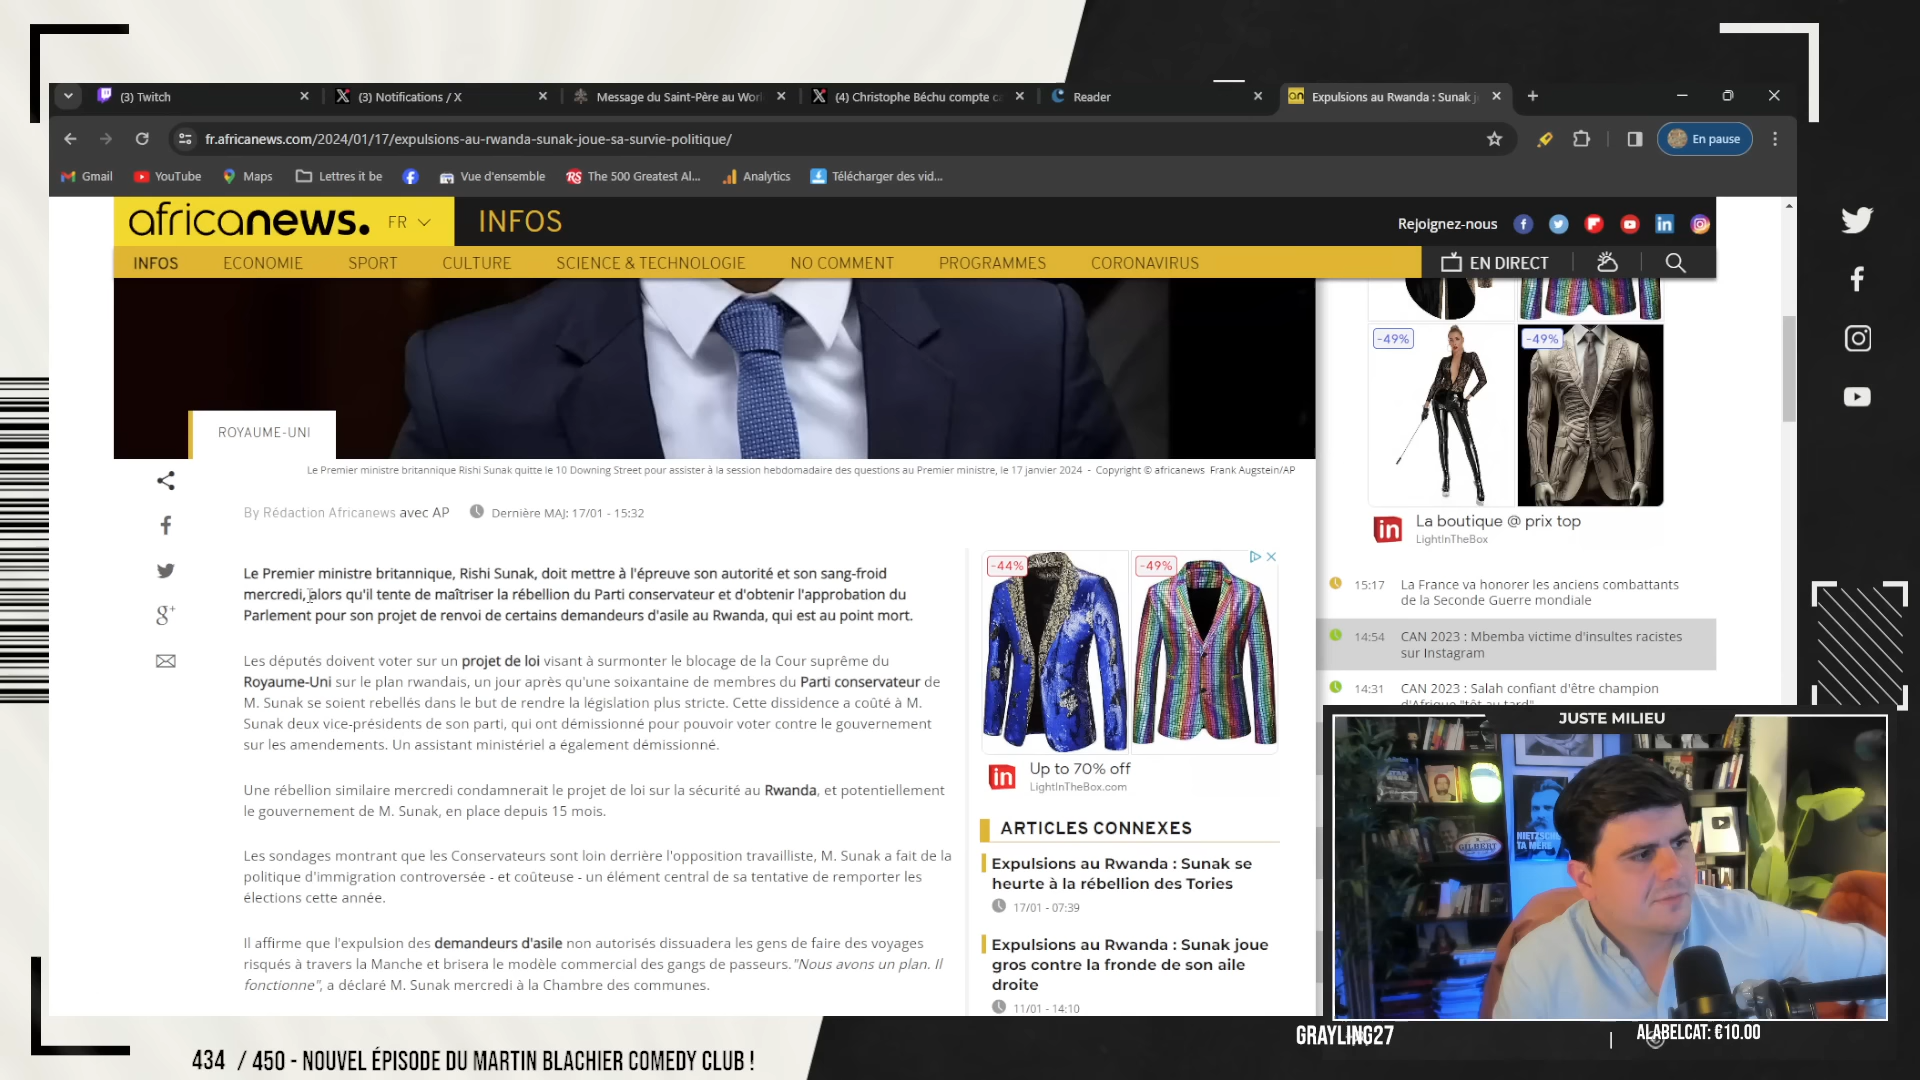 (3) Twitch
(3) Notifications / X
Message du Saint-Père au Worl
(4) Christophe Béchu compte c
Reader
Expulsions au Rwanda : Sunak j
fr.africanews.com/2024/01/17/expulsions-au-rwanda-sunak-joue-sa-survie-politique/
En pause
Gmail
YouTube
Maps
Lettres it be
Vue d'ensemble
The 500 Greatest Al...
Analytics
Télécharger des vid...
africanews. FR
INFOS
Rejoignez-nous
INFOS ECONOMIE SPORT CULTURE SCIENCE & TECHNOLOGIE NO COMMENT PROGRAMMES CORONAVIRUS
EN DIRECT
ROYAUME-UNI
Le Premier ministre britannique Rishi Sunak quitte le 10 Downing Street pour assister à la session hebdomadaire des questions au Premier ministre, le 17 janvier 2024 - Copyright © africanews Frank Augstein/AP
By Rédaction Africanews avec AP
Dernière MAJ: 17/01 - 15:32
Le Premier ministre britannique, Rishi Sunak, doit mettre à l'épreuve son autorité et son sang-froid
mercredi, alors qu'il tente de maîtriser la rébellion du Parti conservateur et d'obtenir l'approbation du
Parlement pour son projet de renvoi de certains demandeurs d'asile au Rwanda, qui est au point mort.
Les députés doivent voter sur un projet de loi visant à surmonter le blocage de la Cour suprême du
Royaume-Uni sur le plan rwandais, un jour après qu'une soixantaine de membres du Parti conservateur de
M. Sunak se soient rebellés dans le but de rendre la législation plus stricte. Cette dissidence a coûté à M.
Sunak deux vice-présidents de son parti, qui ont démissionné pour pouvoir voter contre le gouvernement
sur les amendements. Un assistant ministériel a également démissionné.
Une rébellion similaire mercredi condamnerait le projet de loi sur la sécurité au Rwanda, et potentiellement
le gouvernement de M. Sunak, en place depuis 15 mois.
Les sondages montrant que les Conservateurs sont loin derrière l'opposition travailliste, M. Sunak a fait de la
politique d'immigration controversée - et coûteuse - un élément central de sa tentative de remporter les
élections cette année.
Il affirme que l'expulsion des demandeurs d'asile non autorisés dissuadera les gens de faire des voyages
risqués à travers la Manche et brisera le modèle commercial des gangs de passeurs. "Nous avons un plan. Il
fonctionne", a déclaré M. Sunak mercredi à la Chambre des communes.
-44%
-49%
in
Up to 70% off
LightInTheBox.com
ARTICLES CONNEXES
Expulsions au Rwanda : Sunak se
heurte à la rébellion des Tories
17/01 - 07:39
Expulsions au Rwanda : Sunak joue
gros contre la fronde de son aile
droite
11/01 - 14:10
-49%
-49%
in
La boutique @ prix top
LightInTheBox
15:17 La France va honorer les anciens combattants
de la Seconde Guerre mondiale
14:54 CAN 2023 : Mbemba victime d'insultes racistes
sur Instagram
14:31 CAN 2023 : Salah confiant d'être champion
d'Afrique "tôt au tard"
JUSTE MILIEU
NIETZSCHE
TA MÈRE
GILBERT
GRAYLING27
ALABELCAT: €10.00
434 / 450 - NOUVEL ÉPISODE DU MARTIN BLACHIER COMEDY CLUB !